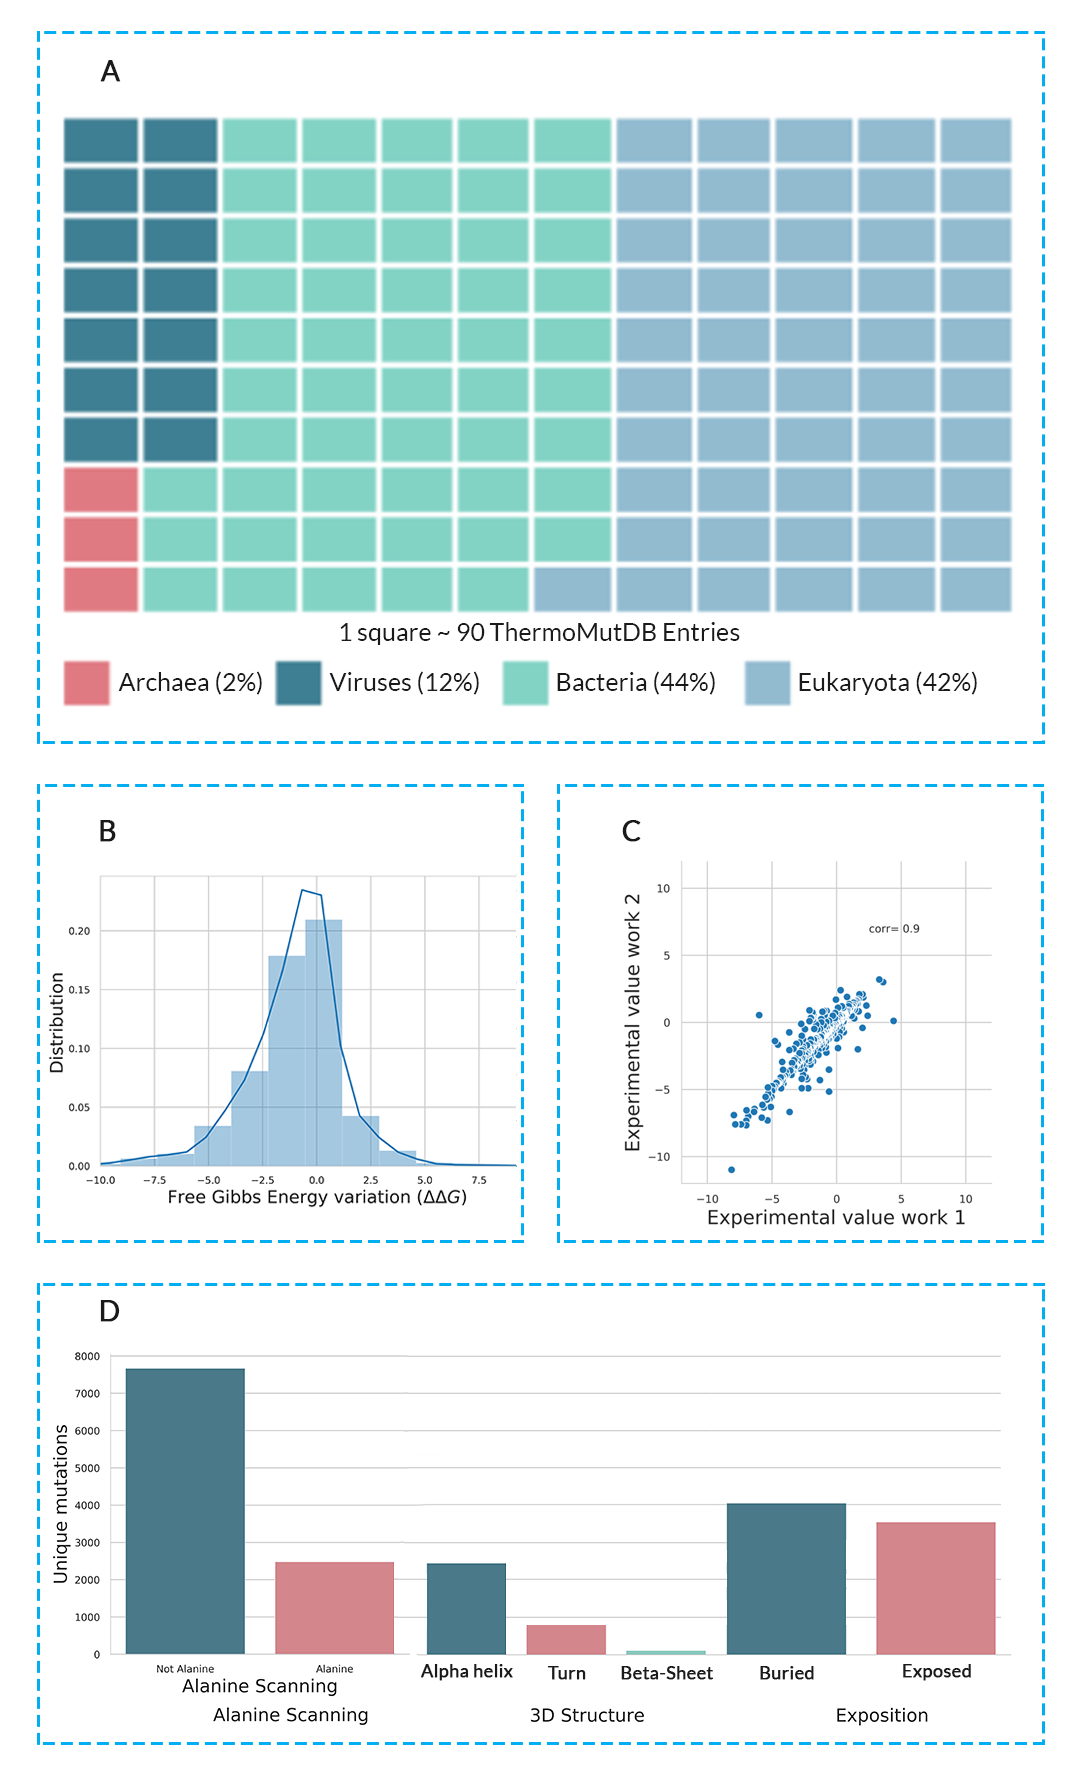 A
1 square ~ 90 ThermoMutDB Entries
Archaea (2%) Viruses (12%) Bacteria (44%) Eukaryota (42%)
B
Distribution
0.20
0.15
0.10
0.05
0.00
−10.0 −7.5 −5.0 −2.5 0.0 2.5 5.0 7.5
Free Gibbs Energy variation (ΔΔG)
C
Experimental value work 2
10
5
0
−5
−10
corr= 0.9
−10 −5 0 5 10
Experimental value work 1
D
Unique mutations
8000
7000
6000
5000
4000
3000
2000
1000
0
Not Alanine Alanine Alpha helix Turn Beta-Sheet Buried Exposed
Alanine Scanning
Alanine Scanning 3D Structure Exposition